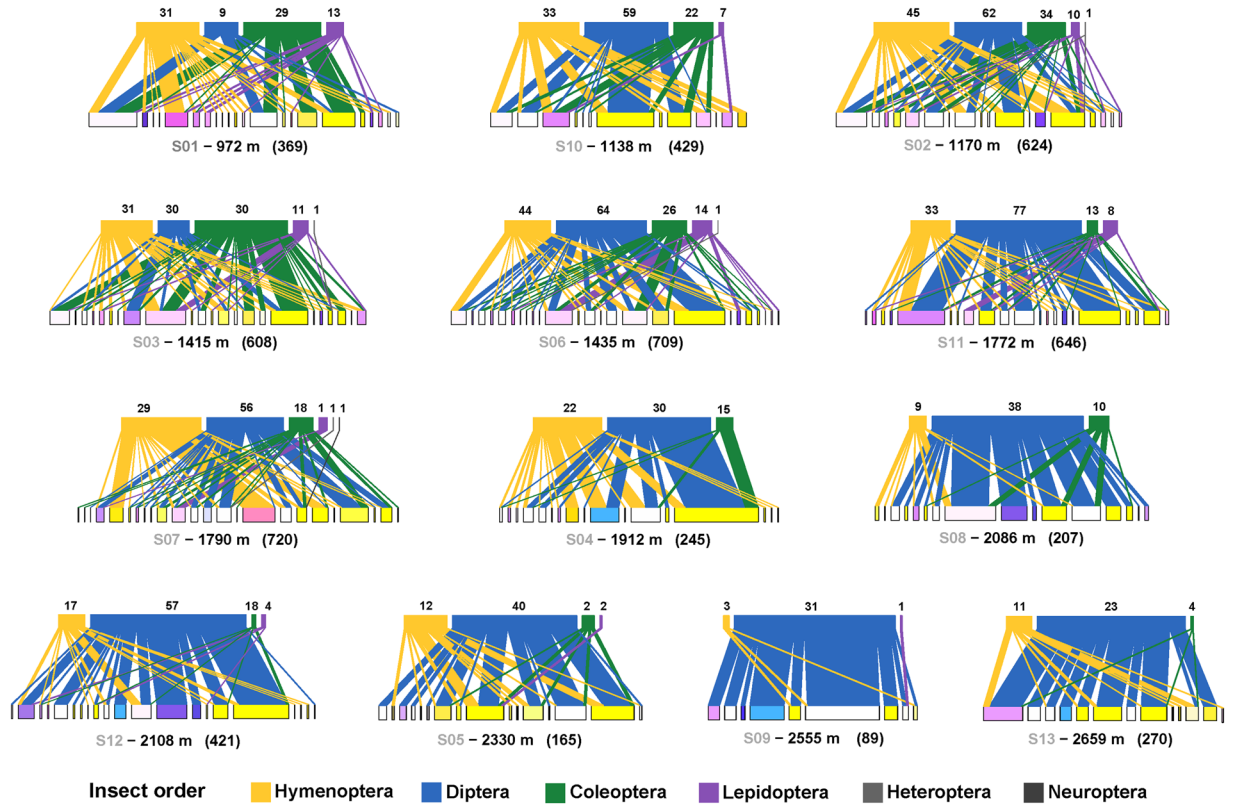 31 9 29 13
33 59 22 7
45 62 34 10 1
S01 – 972 m (369)
S10 – 1138 m (429)
S02 – 1170 m (624)
31 30 30 11 1
44 64 26 14 1
33 77 13 8
S03 – 1415 m (608)
S06 – 1435 m (709)
S11 – 1772 m (646)
29 56 18 1 1 1
22 30 15
9 38 10
S07 – 1790 m (720)
S04 – 1912 m (245)
S08 – 2086 m (207)
17 57 18 4
12 40 2 2
3 31 1
11 23 4
S12 – 2108 m (421)
S05 – 2330 m (165)
S09 – 2555 m (89)
S13 – 2659 m (270)
Insect order Hymenoptera Diptera Coleoptera Lepidoptera Heteroptera Neuroptera